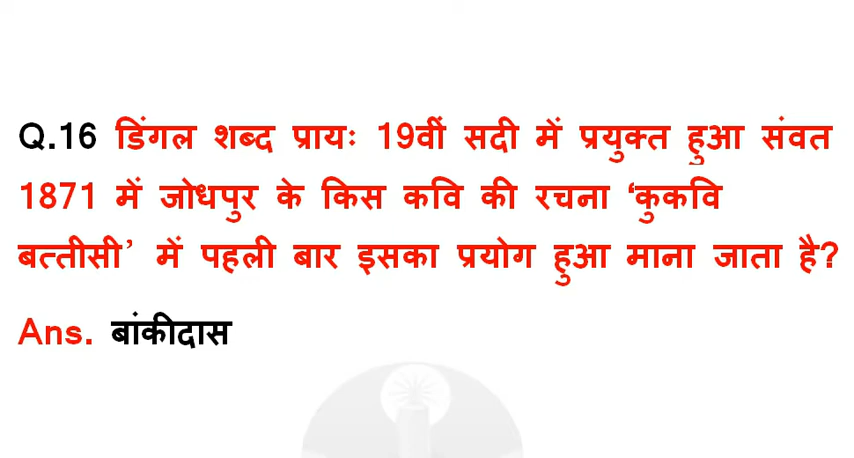 Q.16 डिंगल शब्द प्रायः 19वीं सदी में प्रयुक्त हुआ संवत
1871 में जोधपुर के किस कवि की रचना ‘कुकवि
बत्तीसी’ में पहली बार इसका प्रयोग हुआ माना जाता है?
Ans. बांकीदास